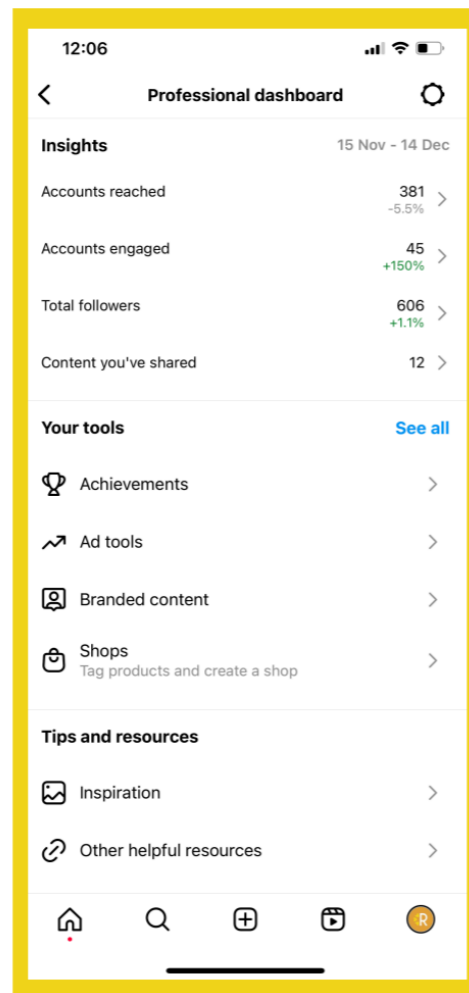 12:06
Professional dashboard
Insights 15 Nov - 14 Dec
Accounts reached 381
-5.5%
Accounts engaged 45
+150%
Total followers 606
+1.1%
Content you've shared 12
Your tools See all
Achievements
Ad tools
Branded content
Shops
Tag products and create a shop
Tips and resources
Inspiration
Other helpful resources
R